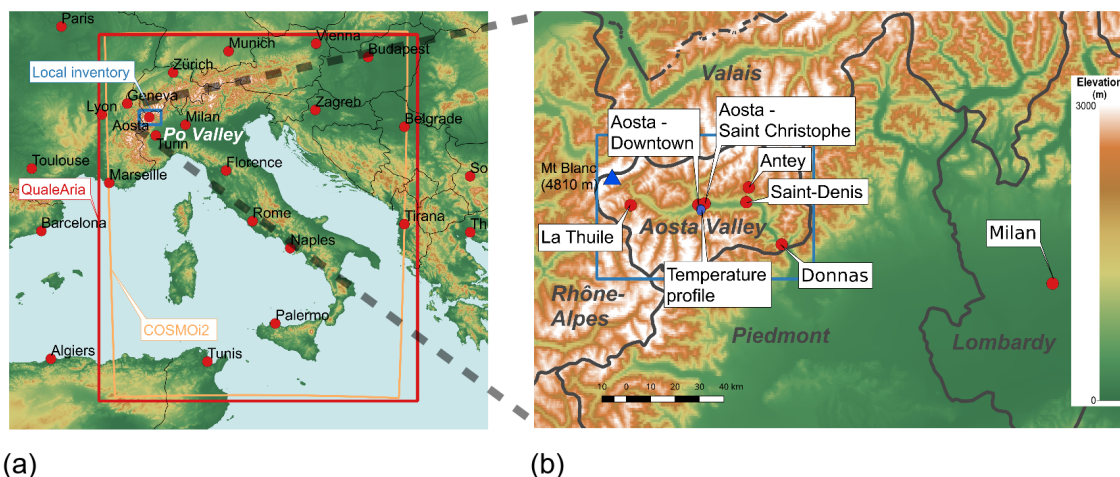 Paris
Vienna
Munich
Budapest
Zürich
Local inventory
Geneva
Lyon
Zagreb
Milan
Aosta
Belgrade
Po Valley
Turin
Toulouse
Florence
So
Marseille
QualeAria
Rome
Tirana
Barcelona
Th
Naples
Palermo
COSMOi2
Algiers
Tunis
(a)
Valais
Elevation
(m)
3000
0
Aosta -
Downtown
Aosta -
Saint Christophe
Mt Blanc
(4810 m)
Antey
Saint-Denis
La Thuile
Aosta Valley
Milan
Temperature
profile
Donnas
Rhône-
Alpes
Piedmont
Lombardy
10 0 10 20 30 40 km
(b)